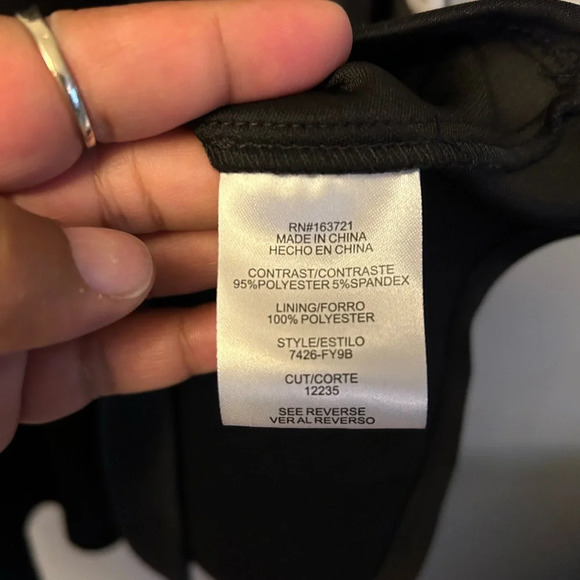 RN#163721
MADE IN CHINA
HECHO EN CHINA
CONTRAST/CONTRASTE
95%POLYESTER 5%SPANDEX
LINING/FORRO
100% POLYESTER
STYLE/ESTILO
7426-FY9B
CUT/CORTE
12235
SEE REVERSE
VER AL REVERSO